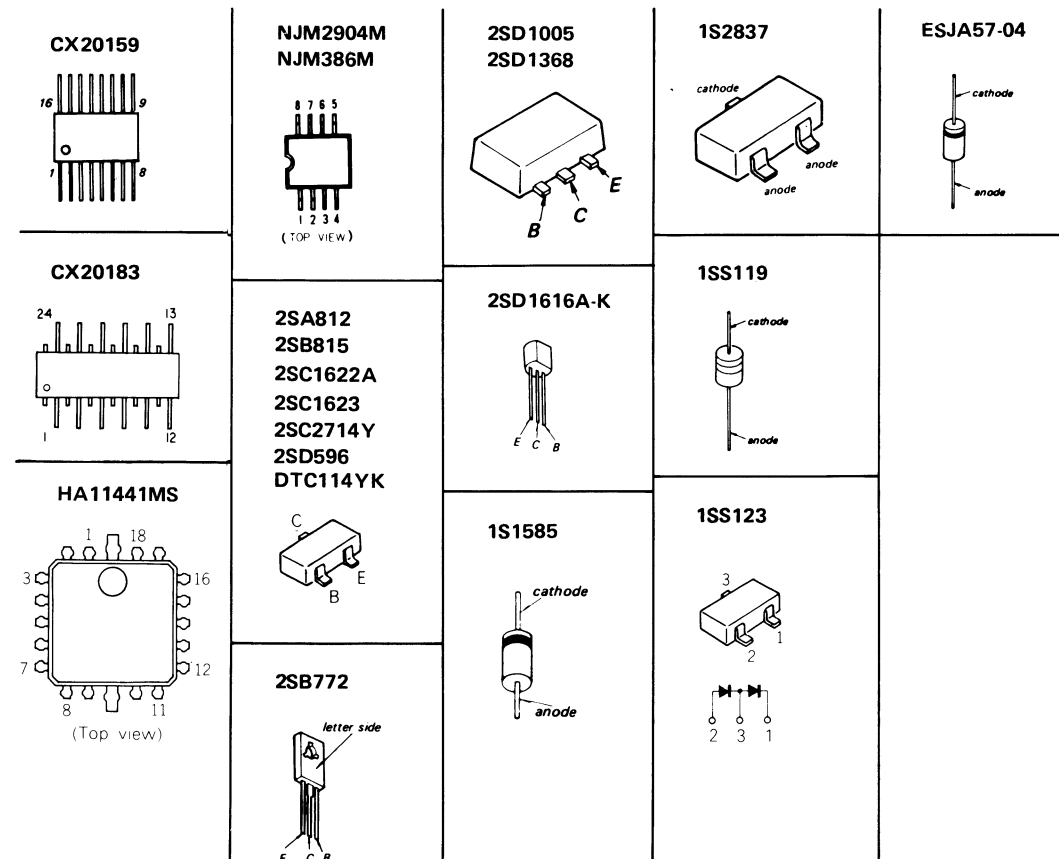 CX20159
16
9
1
8
CX20183
24
13
1
12
HA11441MS
1
18
3
16
7
12
8
11
(Top view)
NJM2904M
NJM386M
8 7 6 5
1 2 3 4
(TOP VIEW)
2SA812
2SB815
2SC1622A
2SC1623
2SC2714Y
2SD596
DTC114YK
C
E
B
2SB772
letter side
E C B
2SD1005
2SD1368
E
C
B
2SD1616A-K
E C B
1S1585
cathode
anode
1S2837
cathode
anode
anode
1SS119
cathode
anode
1SS123
3
1
2
2 3 1
ESJA57-04
cathode
anode